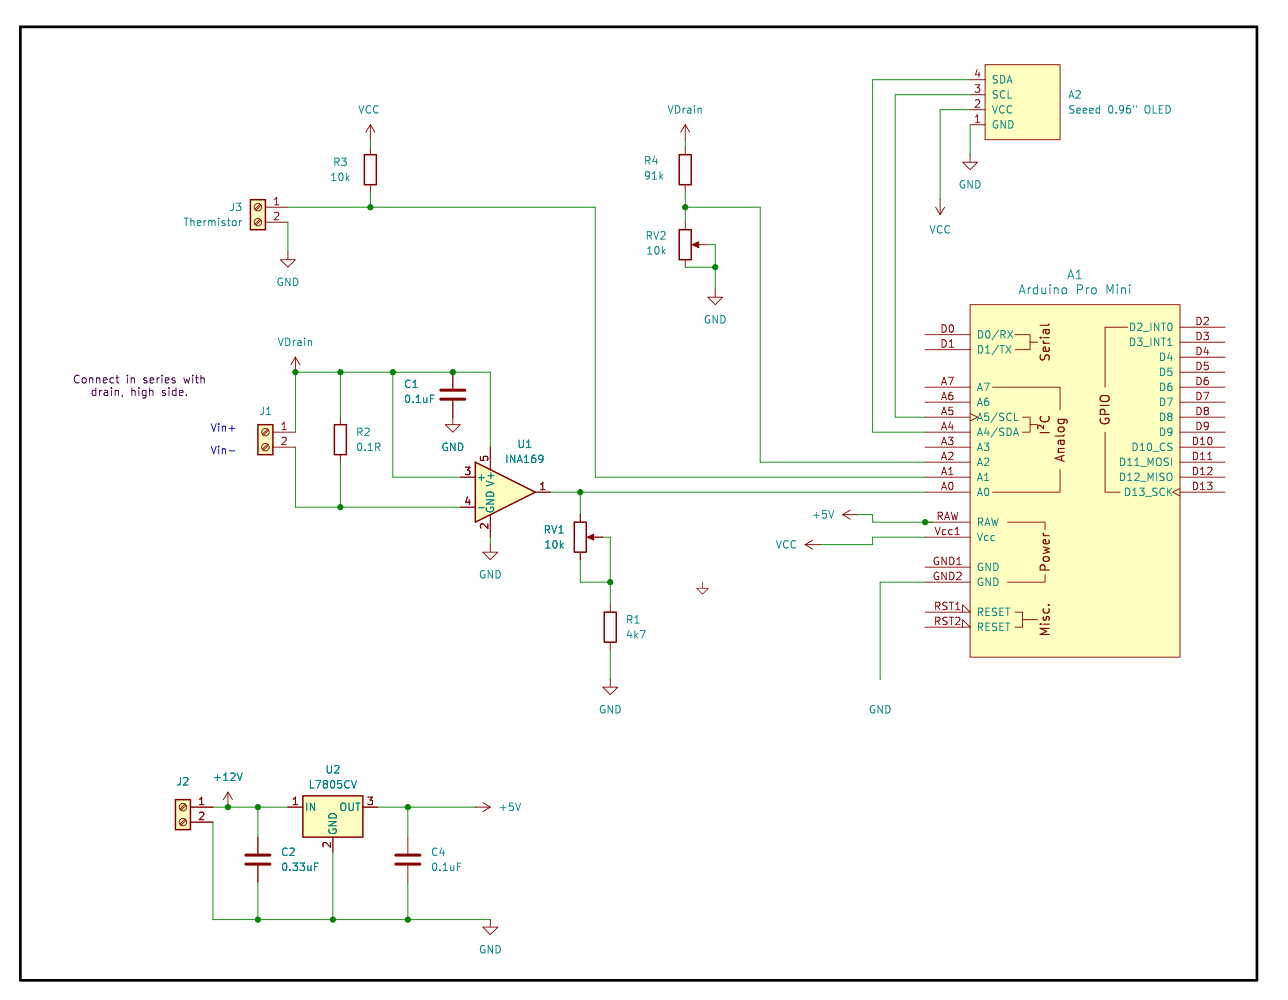 4 SDA
3 SCL
2 VCC
1 GND
A2
Seeed 0.96" OLED
GND
VCC
VCC
R3
10k
J3
Thermistor
1
2
GND
VDrain
R4
91k
RV2
10k
GND
A1
Arduino Pro Mini
D0 D0/RX
D1 D1/TX
Serial
A7 A7
A6 A6
A5 A5/SCL
A4 A4/SDA
A3 A3
A2 A2
A1 A1
A0 A0
I²C
Analog
GPIO
D2_INT0 D2
D3_INT1 D3
D4 D4
D5 D5
D6 D6
D7 D7
D8 D8
D9 D9
D10_CS D10
D11_MOSI D11
D12_MISO D12
D13_SCK D13
RAW RAW
Vcc1 Vcc
GND1 GND
GND2 GND
Power
RST1 RESET
RST2 RESET
Misc.
+5V
VCC
GND
VDrain
Connect in series with
drain, high side.
J1
Vin+
Vin-
1
2
R2
0.1R
C1
0.1uF
GND
U1
INA169
3 +
4 -
5 V+
2 GND
1
GND
RV1
10k
R1
4k7
GND
J2
1
2
+12V
U2
L7805CV
1 IN
OUT 3
GND
2
+5V
C2
0.33uF
C4
0.1uF
GND